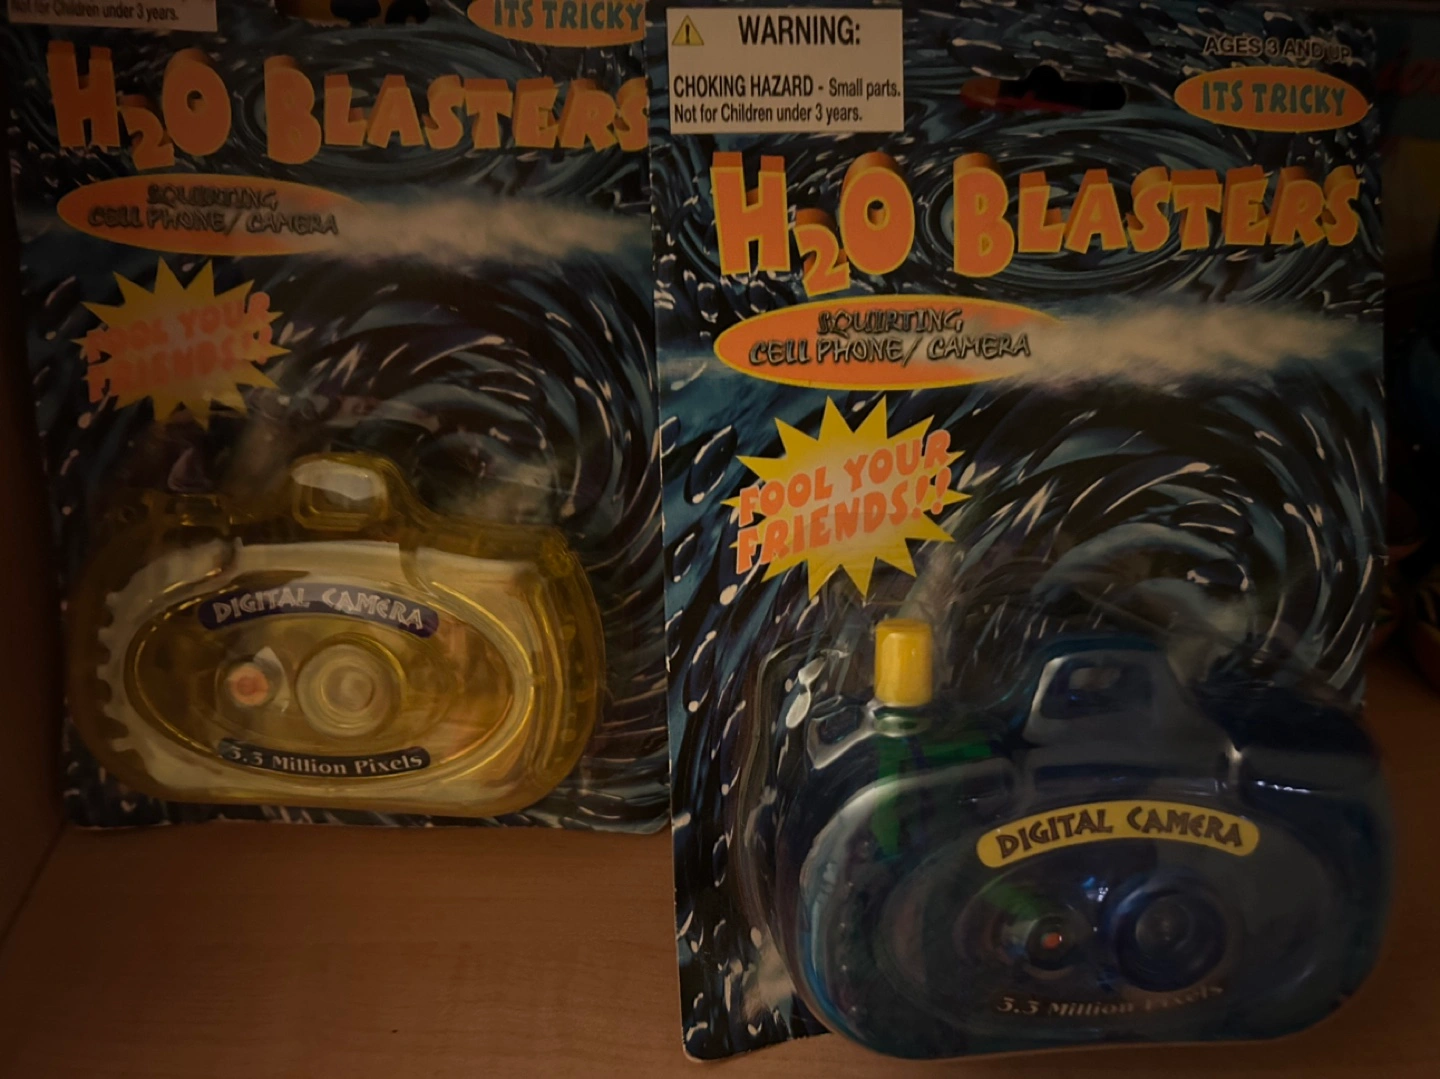 Not for Children under 3 years.
ITS TRICKY
H2O BLASTERS
SQUIRTING
CELL PHONE/ CAMERA
FOOL YOUR
FRIENDS!!
DIGITAL CAMERA
3.3 Million Pixels
WARNING:
CHOKING HAZARD - Small parts.
Not for Children under 3 years.
AGES 3 AND UP
ITS TRICKY
H2O BLASTERS
SQUIRTING
CELL PHONE/ CAMERA
FOOL YOUR
FRIENDS!!
DIGITAL CAMERA
3.3 Million Pixels